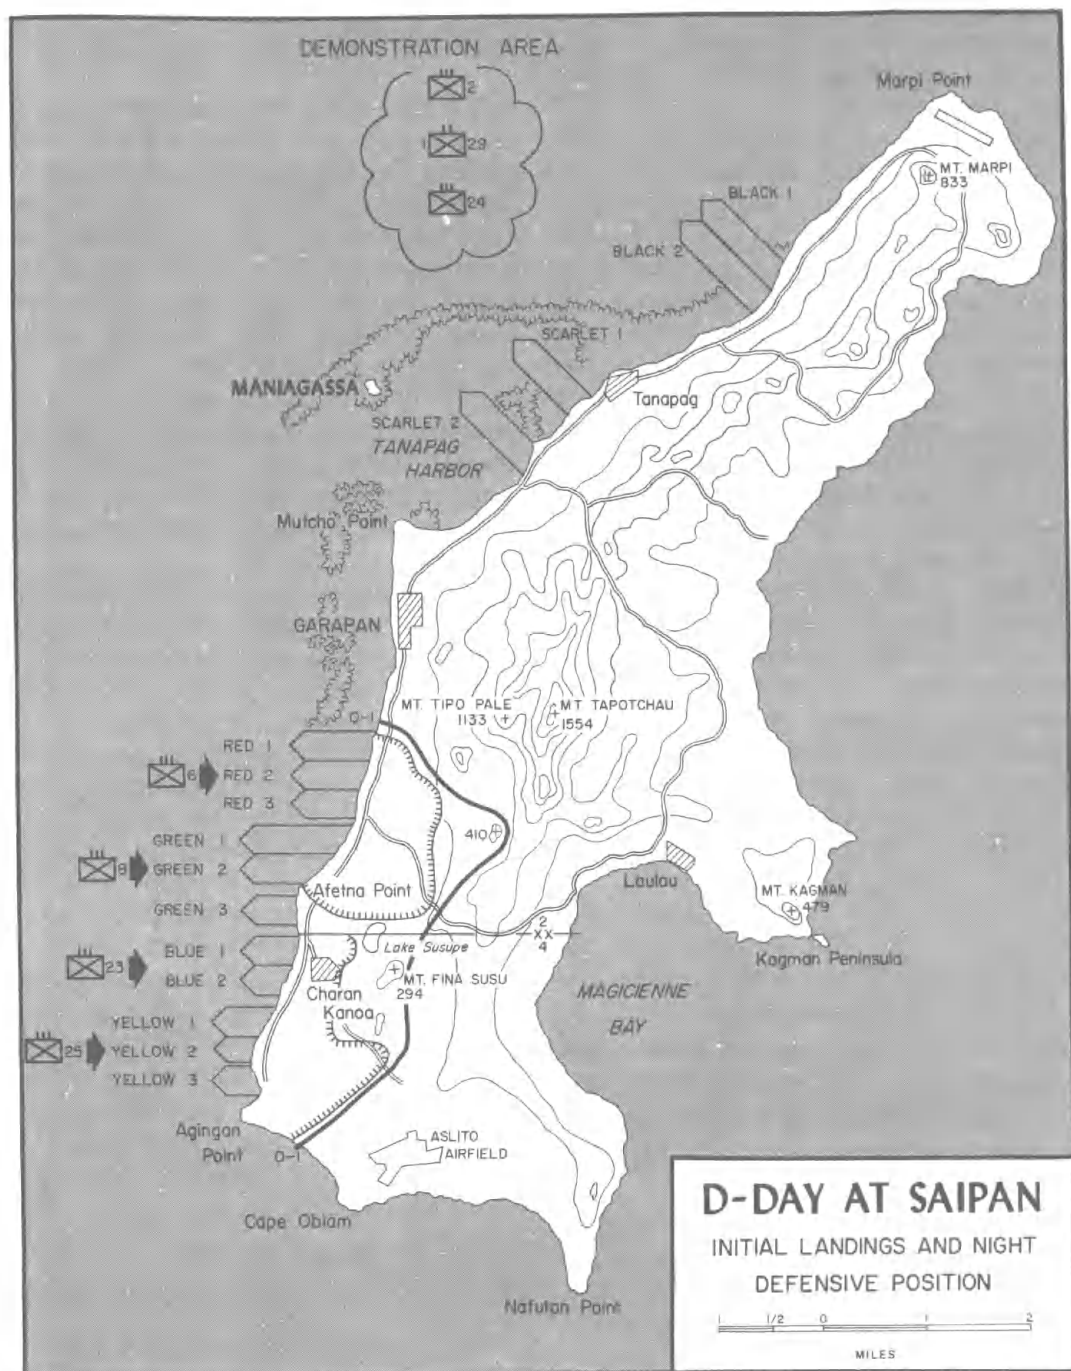 DEMONSTRATION AREA
2
1 29
24
Marpi Point
MT. MARPI
833
BLACK 1
BLACK 2
SCARLET 1
MANIAGASSA
SCARLET 2
Tanapag
TANAPAG
HARBOR
Mutcho Point
GARAPAN
O-1
MT. TIPO PALE
1133
MT TAPOTCHAU
1554
RED 1
6 RED 2
RED 3
410
GREEN 1
8 GREEN 2
GREEN 3
Afetna Point
Laulau
MT. KAGMAN
479
2
XX
4
Lake Susupe
Kagman Peninsula
BLUE 1
23 BLUE 2
MT. FINA SUSU
294
Charan
Kanoa
MAGICIENNE
BAY
YELLOW 1
25 YELLOW 2
YELLOW 3
Agingan
Point
O-1
ASLITO
AIRFIELD
Cape Obiam
Nafutan Point
D-DAY AT SAIPAN
INITIAL LANDINGS AND NIGHT
DEFENSIVE POSITION
1 1/2 0 1 2
MILES